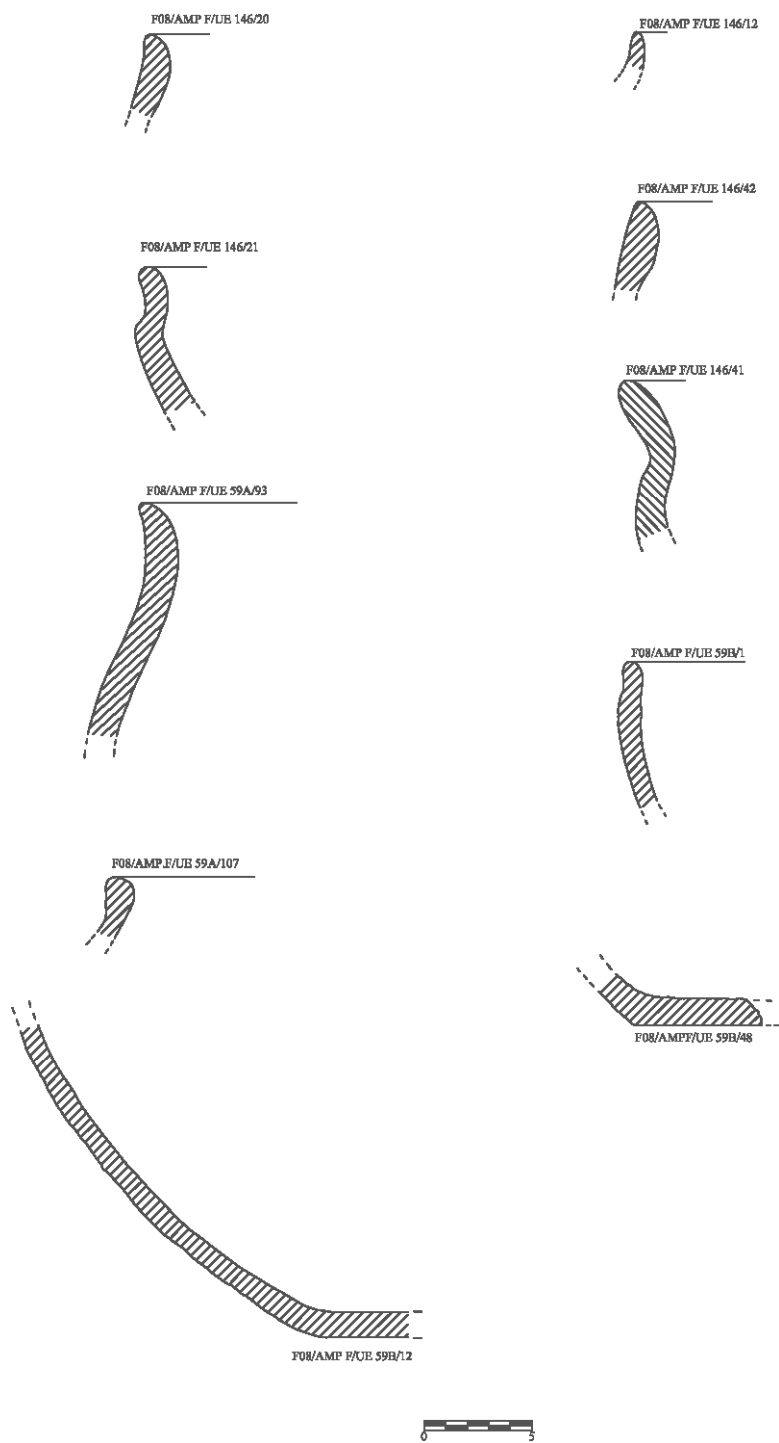 F08/AMP F/UE 146/20
F08/AMP F/UE 146/12
F08/AMP F/UE 146/42
F08/AMP F/UE 146/21
F08/AMP F/UE 146/41
F08/AMP F/UE 59A/93
F08/AMP F/UE 59B/1
F08/AMP.F/UE 59A/107
F08/AMPF/UE 59B/48
F08/AMP F/UE 59B/12
0 5